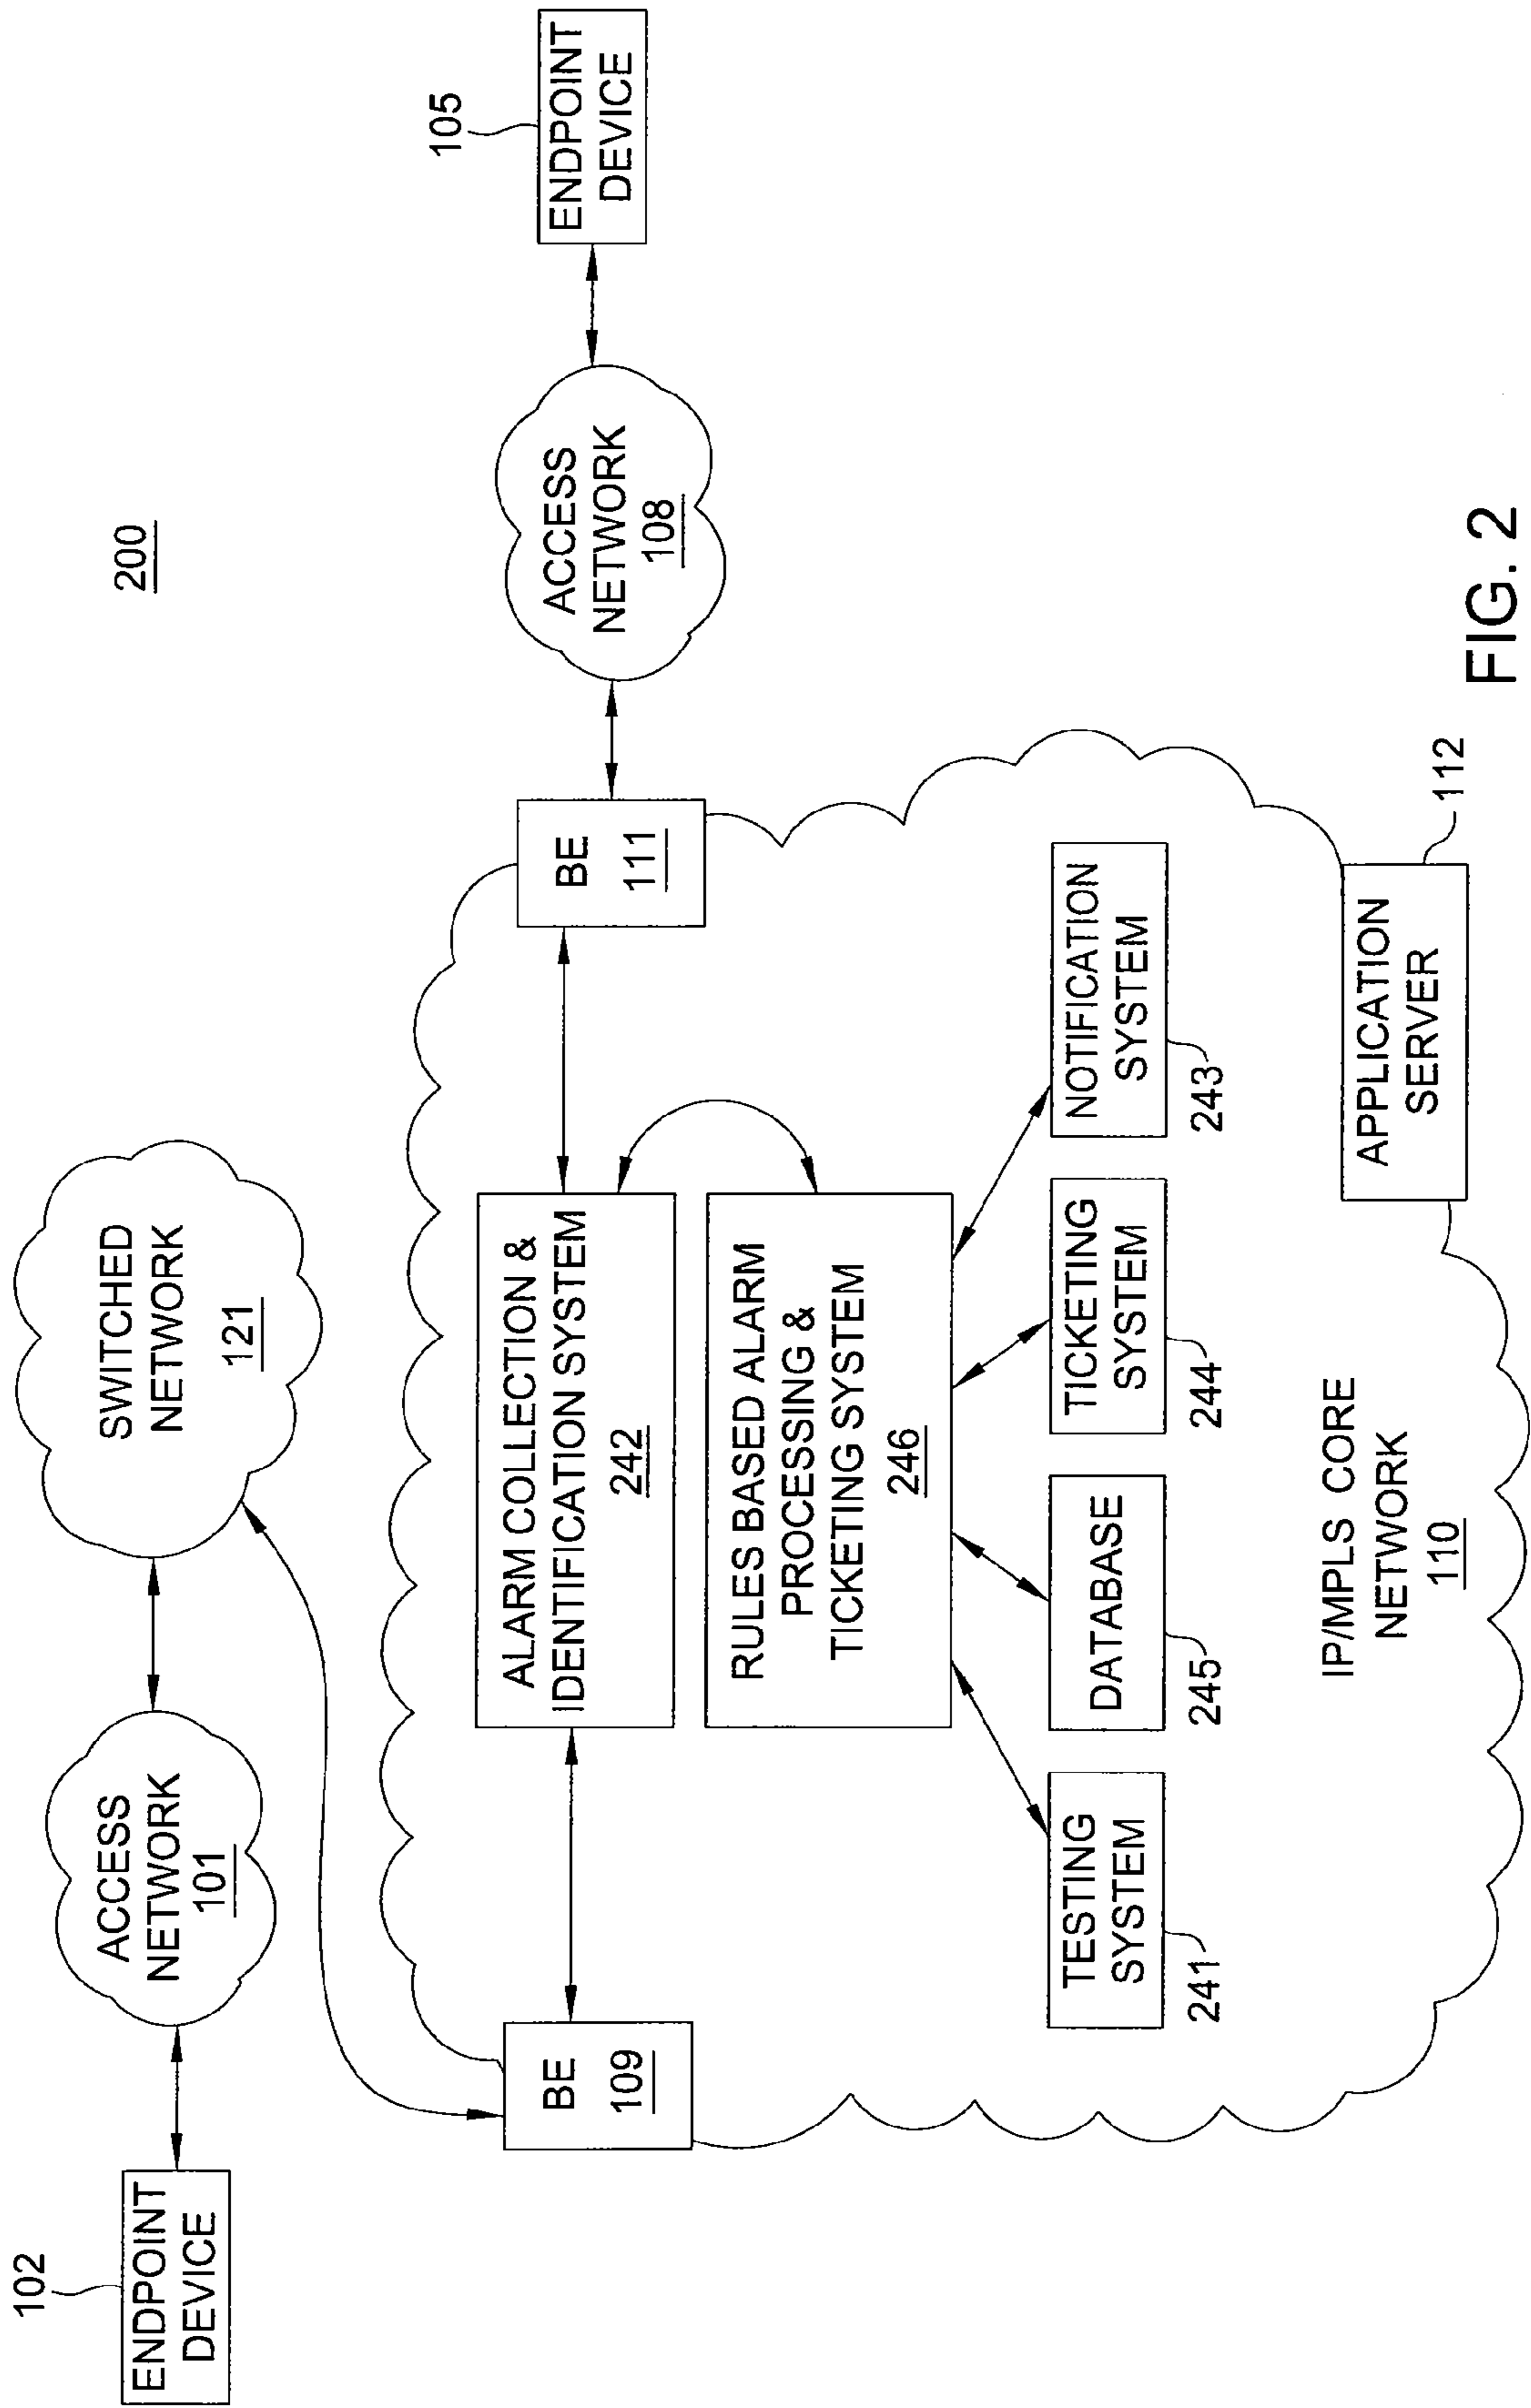 200
102
ENDPOINT
DEVICE
ACCESS
NETWORK
101
SWITCHED
NETWORK
121
105
ENDPOINT
DEVICE
ACCESS
NETWORK
108
BE
109
BE
111
ALARM COLLECTION &
IDENTIFICATION SYSTEM
242
RULES BASED ALARM
PROCESSING &
TICKETING SYSTEM
246
TESTING
SYSTEM
241
DATABASE
245
TICKETING
SYSTEM
244
NOTIFICATION
SYSTEM
243
IP/MPLS CORE
NETWORK
110
APPLICATION
SERVER
112
FIG. 2